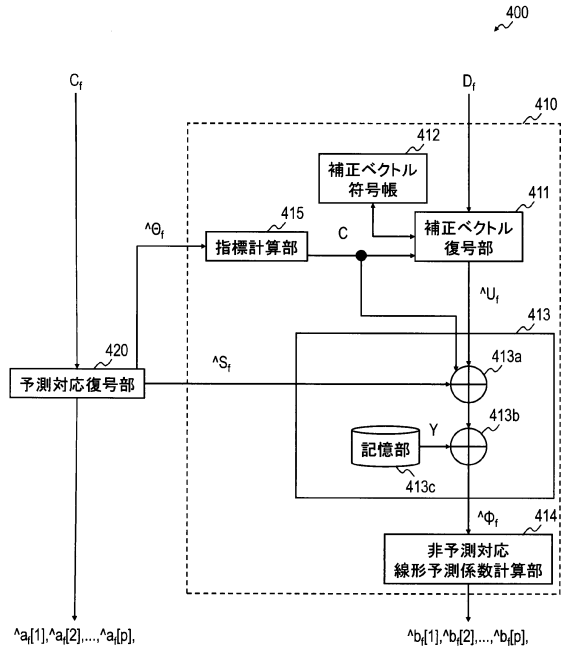 400
C_f
D_f
410
412
補正ベクトル
符号帳
411
補正ベクトル
復号部
415
指標計算部
^Θ_f
C
^U_f
413
420
予測対応復号部
^S_f
413a
413b
記憶部
Y
413c
^Φ_f
414
非予測対応
線形予測係数計算部
^a_f[1],^a_f[2],...,^a_f[p],
^b_f[1],^b_f[2],...,^b_f[p],